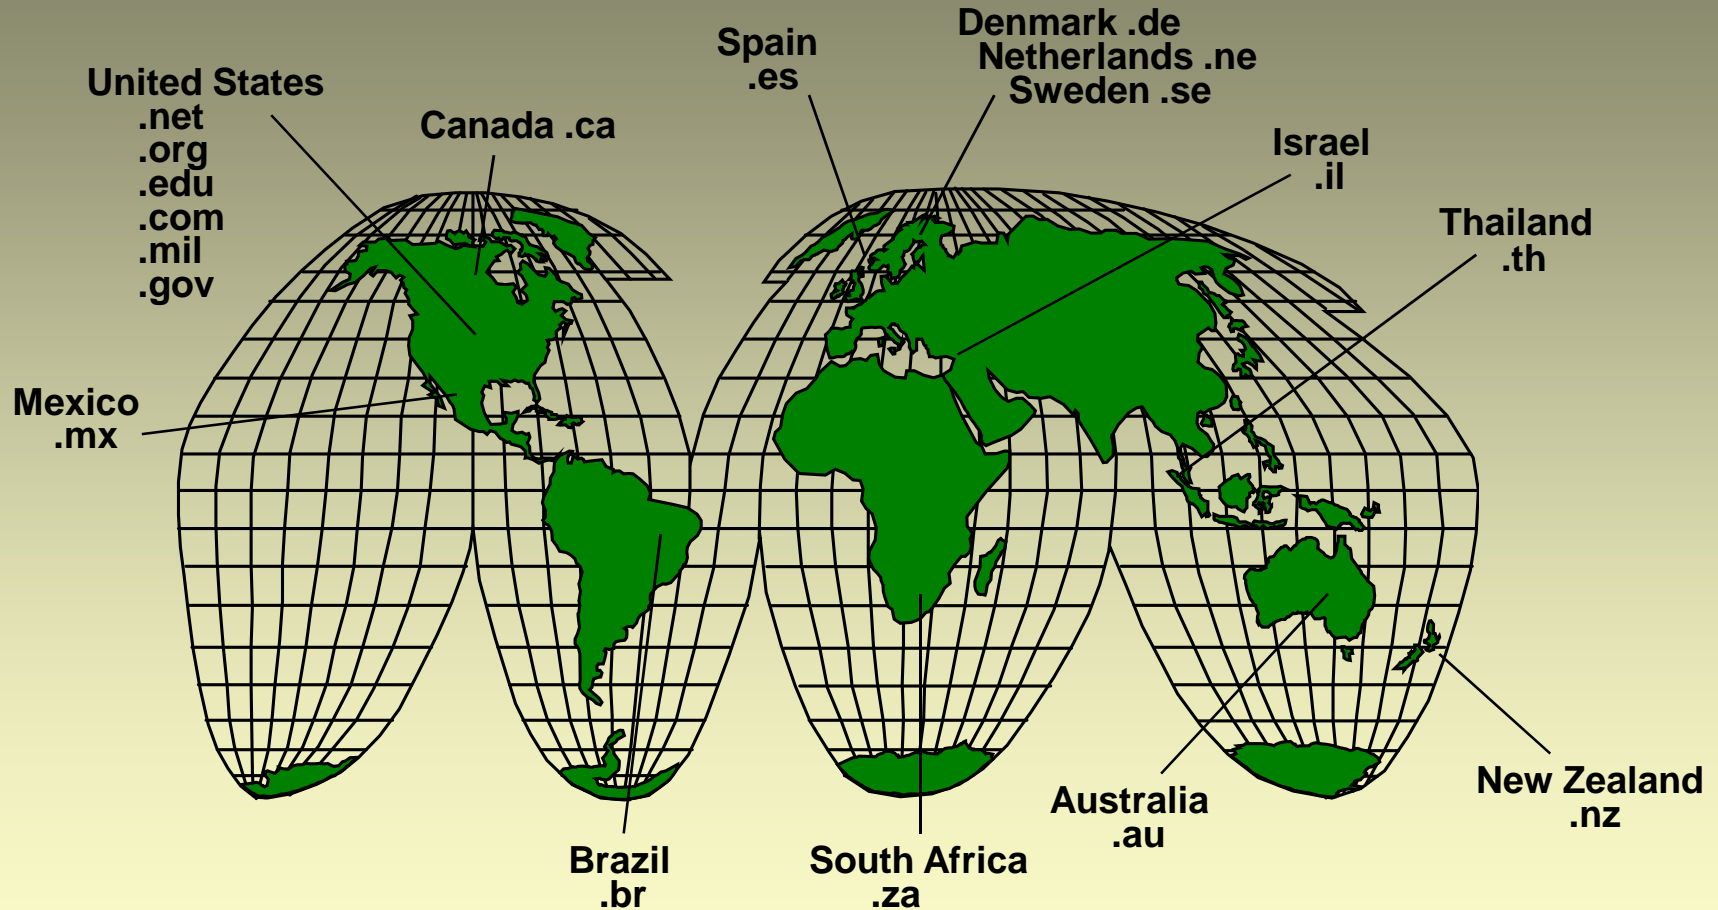 United States
.net
.org
.edu
.com
.mil
.gov
Canada .ca
Spain
.es
Denmark .de
Netherlands .ne
Sweden .se
Israel
.il
Thailand
.th
Mexico
.mx
Brazil
.br
South Africa
.za
Australia
.au
New Zealand
.nz